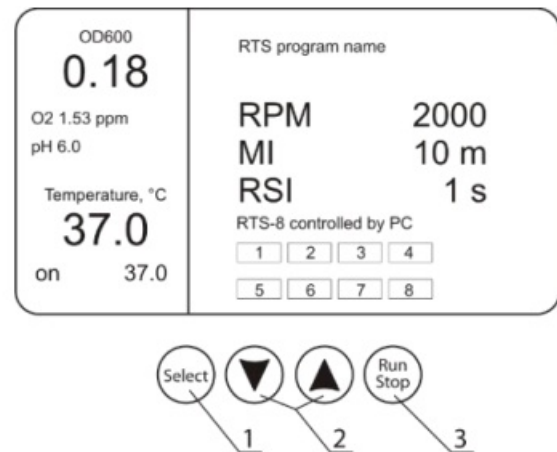 OD600
0.18
O2 1.53 ppm
pH 6.0
Temperature, °C
37.0
on 37.0
RTS program name
RPM 2000
MI 10 m
RSI 1 s
RTS-8 controlled by PC
1 2 3 4
5 6 7 8
Select
Run
Stop
1 2 3